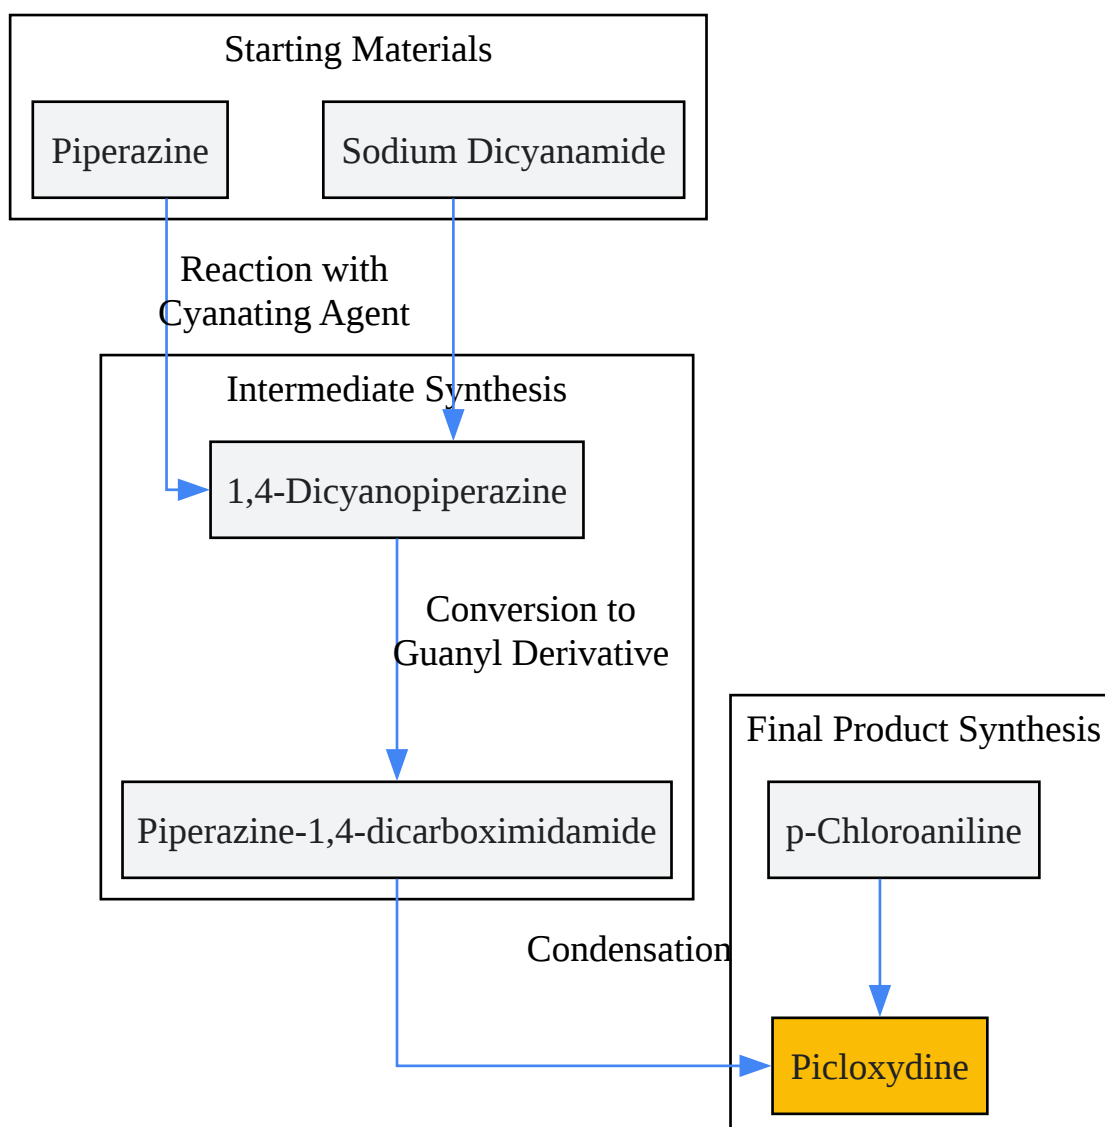 Starting Materials
Piperazine
Sodium Dicyanamide
Reaction with
Cyanating Agent
Intermediate Synthesis
1,4-Dicyanopiperazine
Conversion to
Guanyl Derivative
Final Product Synthesis
Piperazine-1,4-dicarboximidamide
p-Chloroaniline
Condensation
Picloxydine